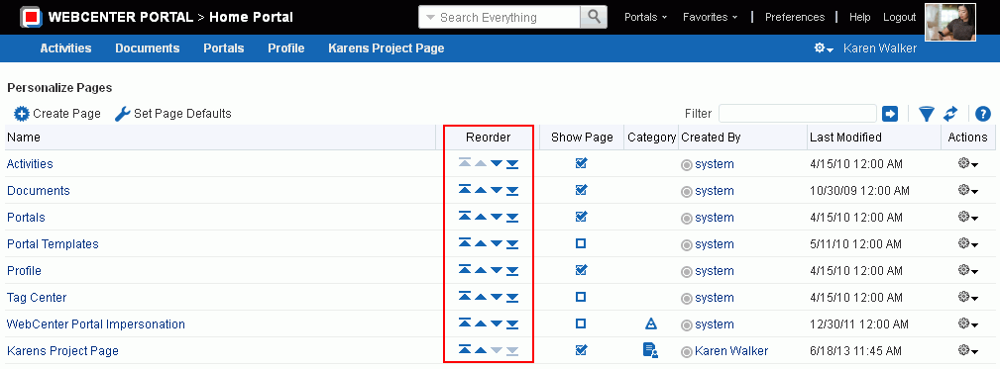 WEBCENTER PORTAL > Home Portal Search Everything Portals Favorites Preferences Help Logout
Activities Documents Portals Profile Karens Project Page Karen Walker
Personalize Pages
Create Page Set Page Defaults Filter
Name Reorder Show Page Category Created By Last Modified Actions
Activities system 4/15/10 12:00 AM
Documents system 10/30/09 12:00 AM
Portals system 4/15/10 12:00 AM
Portal Templates system 5/11/10 12:00 AM
Profile system 4/15/10 12:00 AM
Tag Center system 4/15/10 12:00 AM
WebCenter Portal Impersonation system 12/30/11 12:00 AM
Karens Project Page Karen Walker 6/18/13 11:45 AM